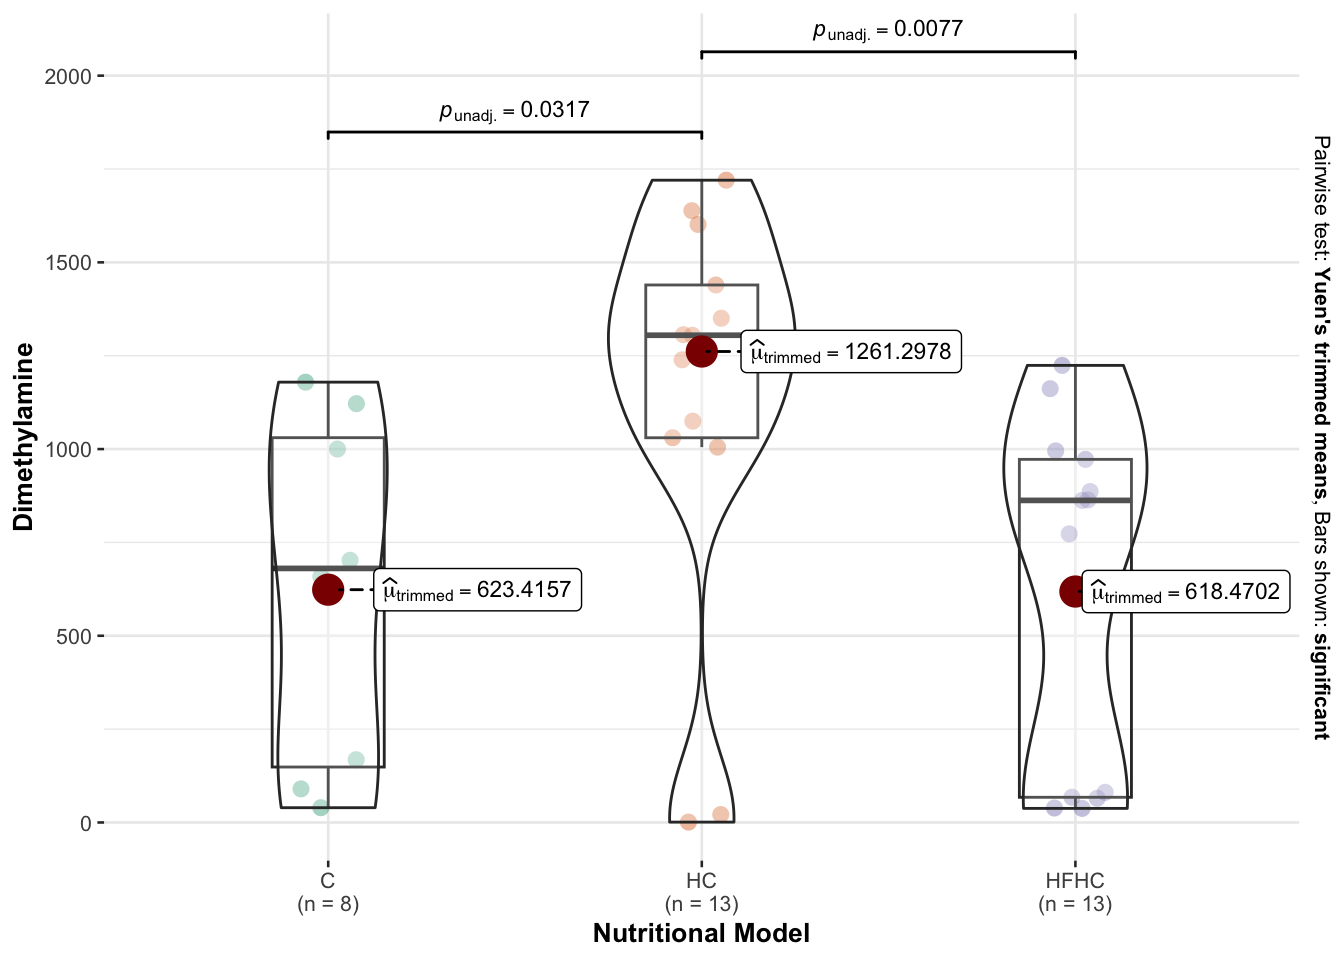 p unadj. = 0.0077
2000
p unadj. = 0.0317
1500
μ̂ trimmed = 1261.2978
1000
μ̂ trimmed = 623.4157
μ̂ trimmed = 618.4702
500
0
Dimethylamine
Pairwise test: Yuen's trimmed means, Bars shown: significant
C
(n = 8)
HC
(n = 13)
HFHC
(n = 13)
Nutritional Model